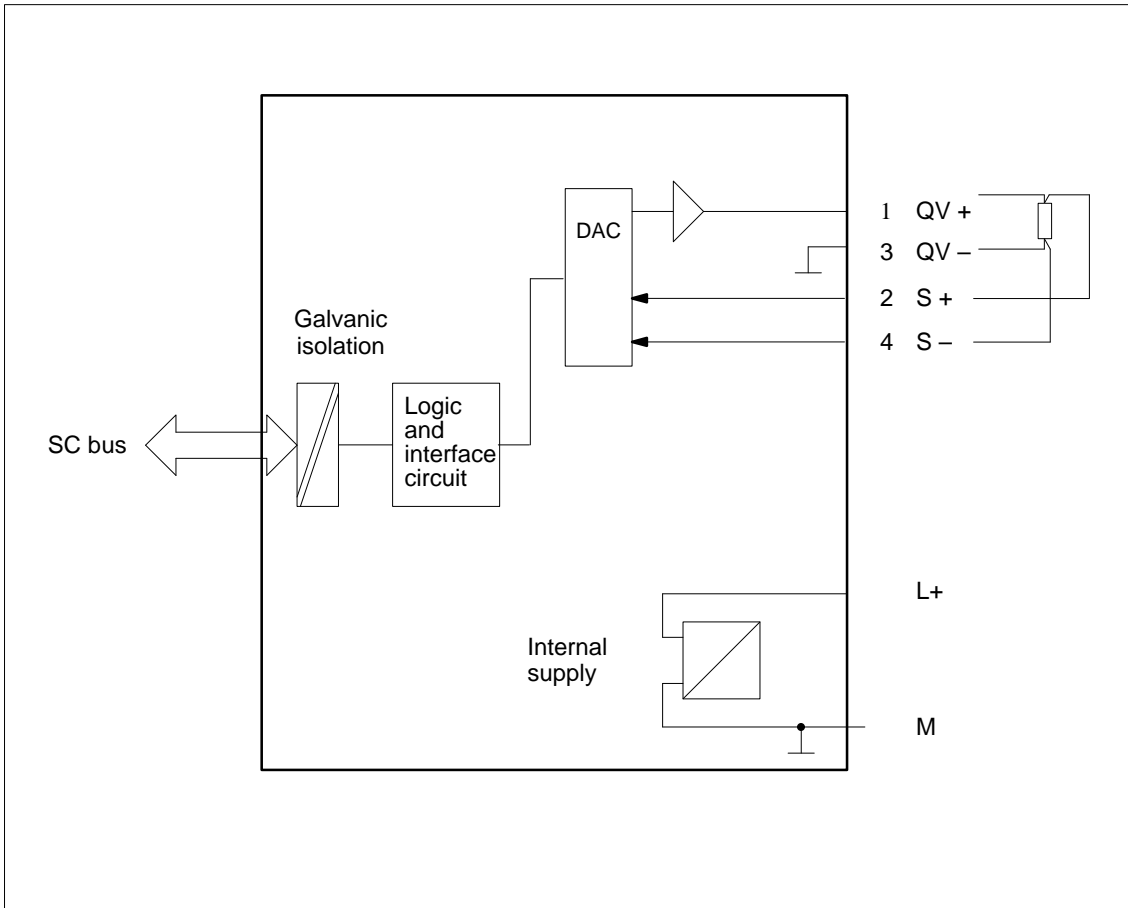 DAC
1 QV +
3 QV –
2 S +
4 S –
Galvanic
isolation
Logic
and
interface
circuit
SC bus
L+
Internal
supply
M